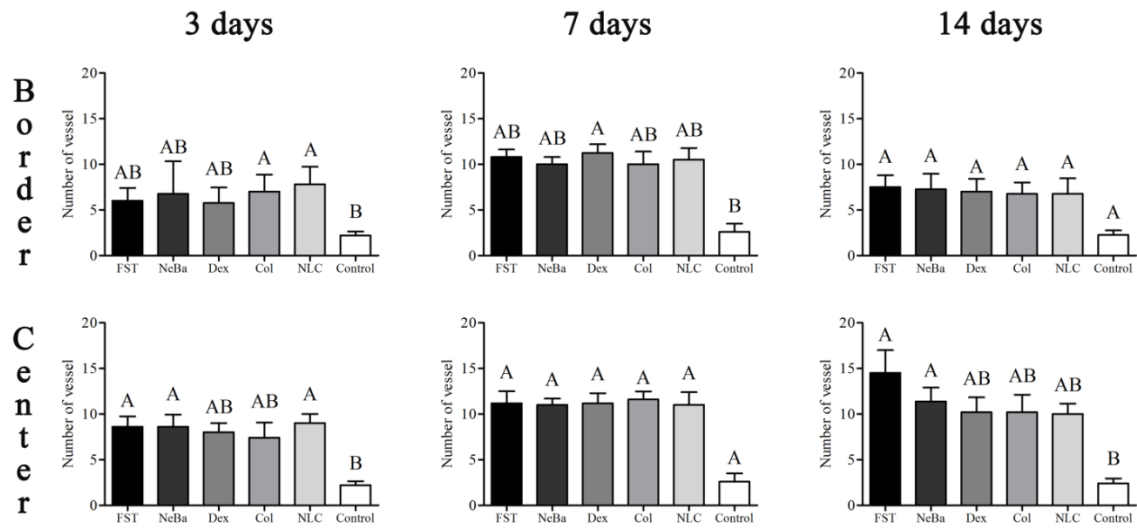 3 days 7 days 14 days
Border
Number of vessel
20
15
10
5
0
AB AB AB A A B
FST NeBa Dex Col NLC Control
Number of vessel
20
15
10
5
0
AB AB A AB AB B
FST NeBa Dex Col NLC Control
Number of vessel
20
15
10
5
0
A A A A A A
FST NeBa Dex Col NLC Control
Center
Number of vessel
20
15
10
5
0
A A AB AB A B
FST NeBa Dex Col NLC Control
Number of vessel
20
15
10
5
0
A A A A A A
FST NeBa Dex Col NLC Control
Number of vessel
20
15
10
5
0
A A AB AB AB B
FST NeBa Dex Col NLC Control